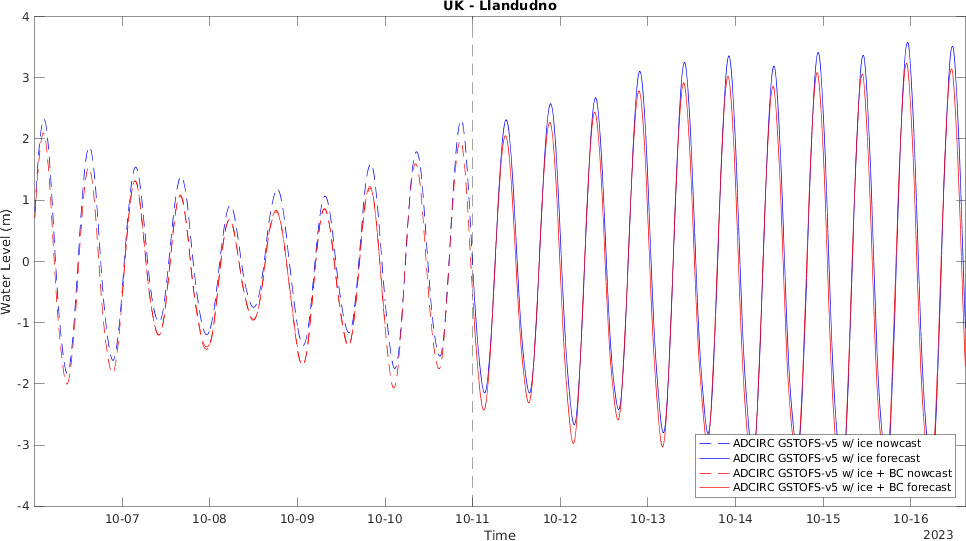 UK - Llandudno
4
3
2
1
0
-1
-2
-3
-4
Water Level (m)
ADCIRC GSTOFS-v5 w/ ice nowcast
ADCIRC GSTOFS-v5 w/ ice forecast
ADCIRC GSTOFS-v5 w/ ice + BC nowcast
ADCIRC GSTOFS-v5 w/ ice + BC forecast
10-07 10-08 10-09 10-10 10-11 10-12 10-13 10-14 10-15 10-16
Time
2023